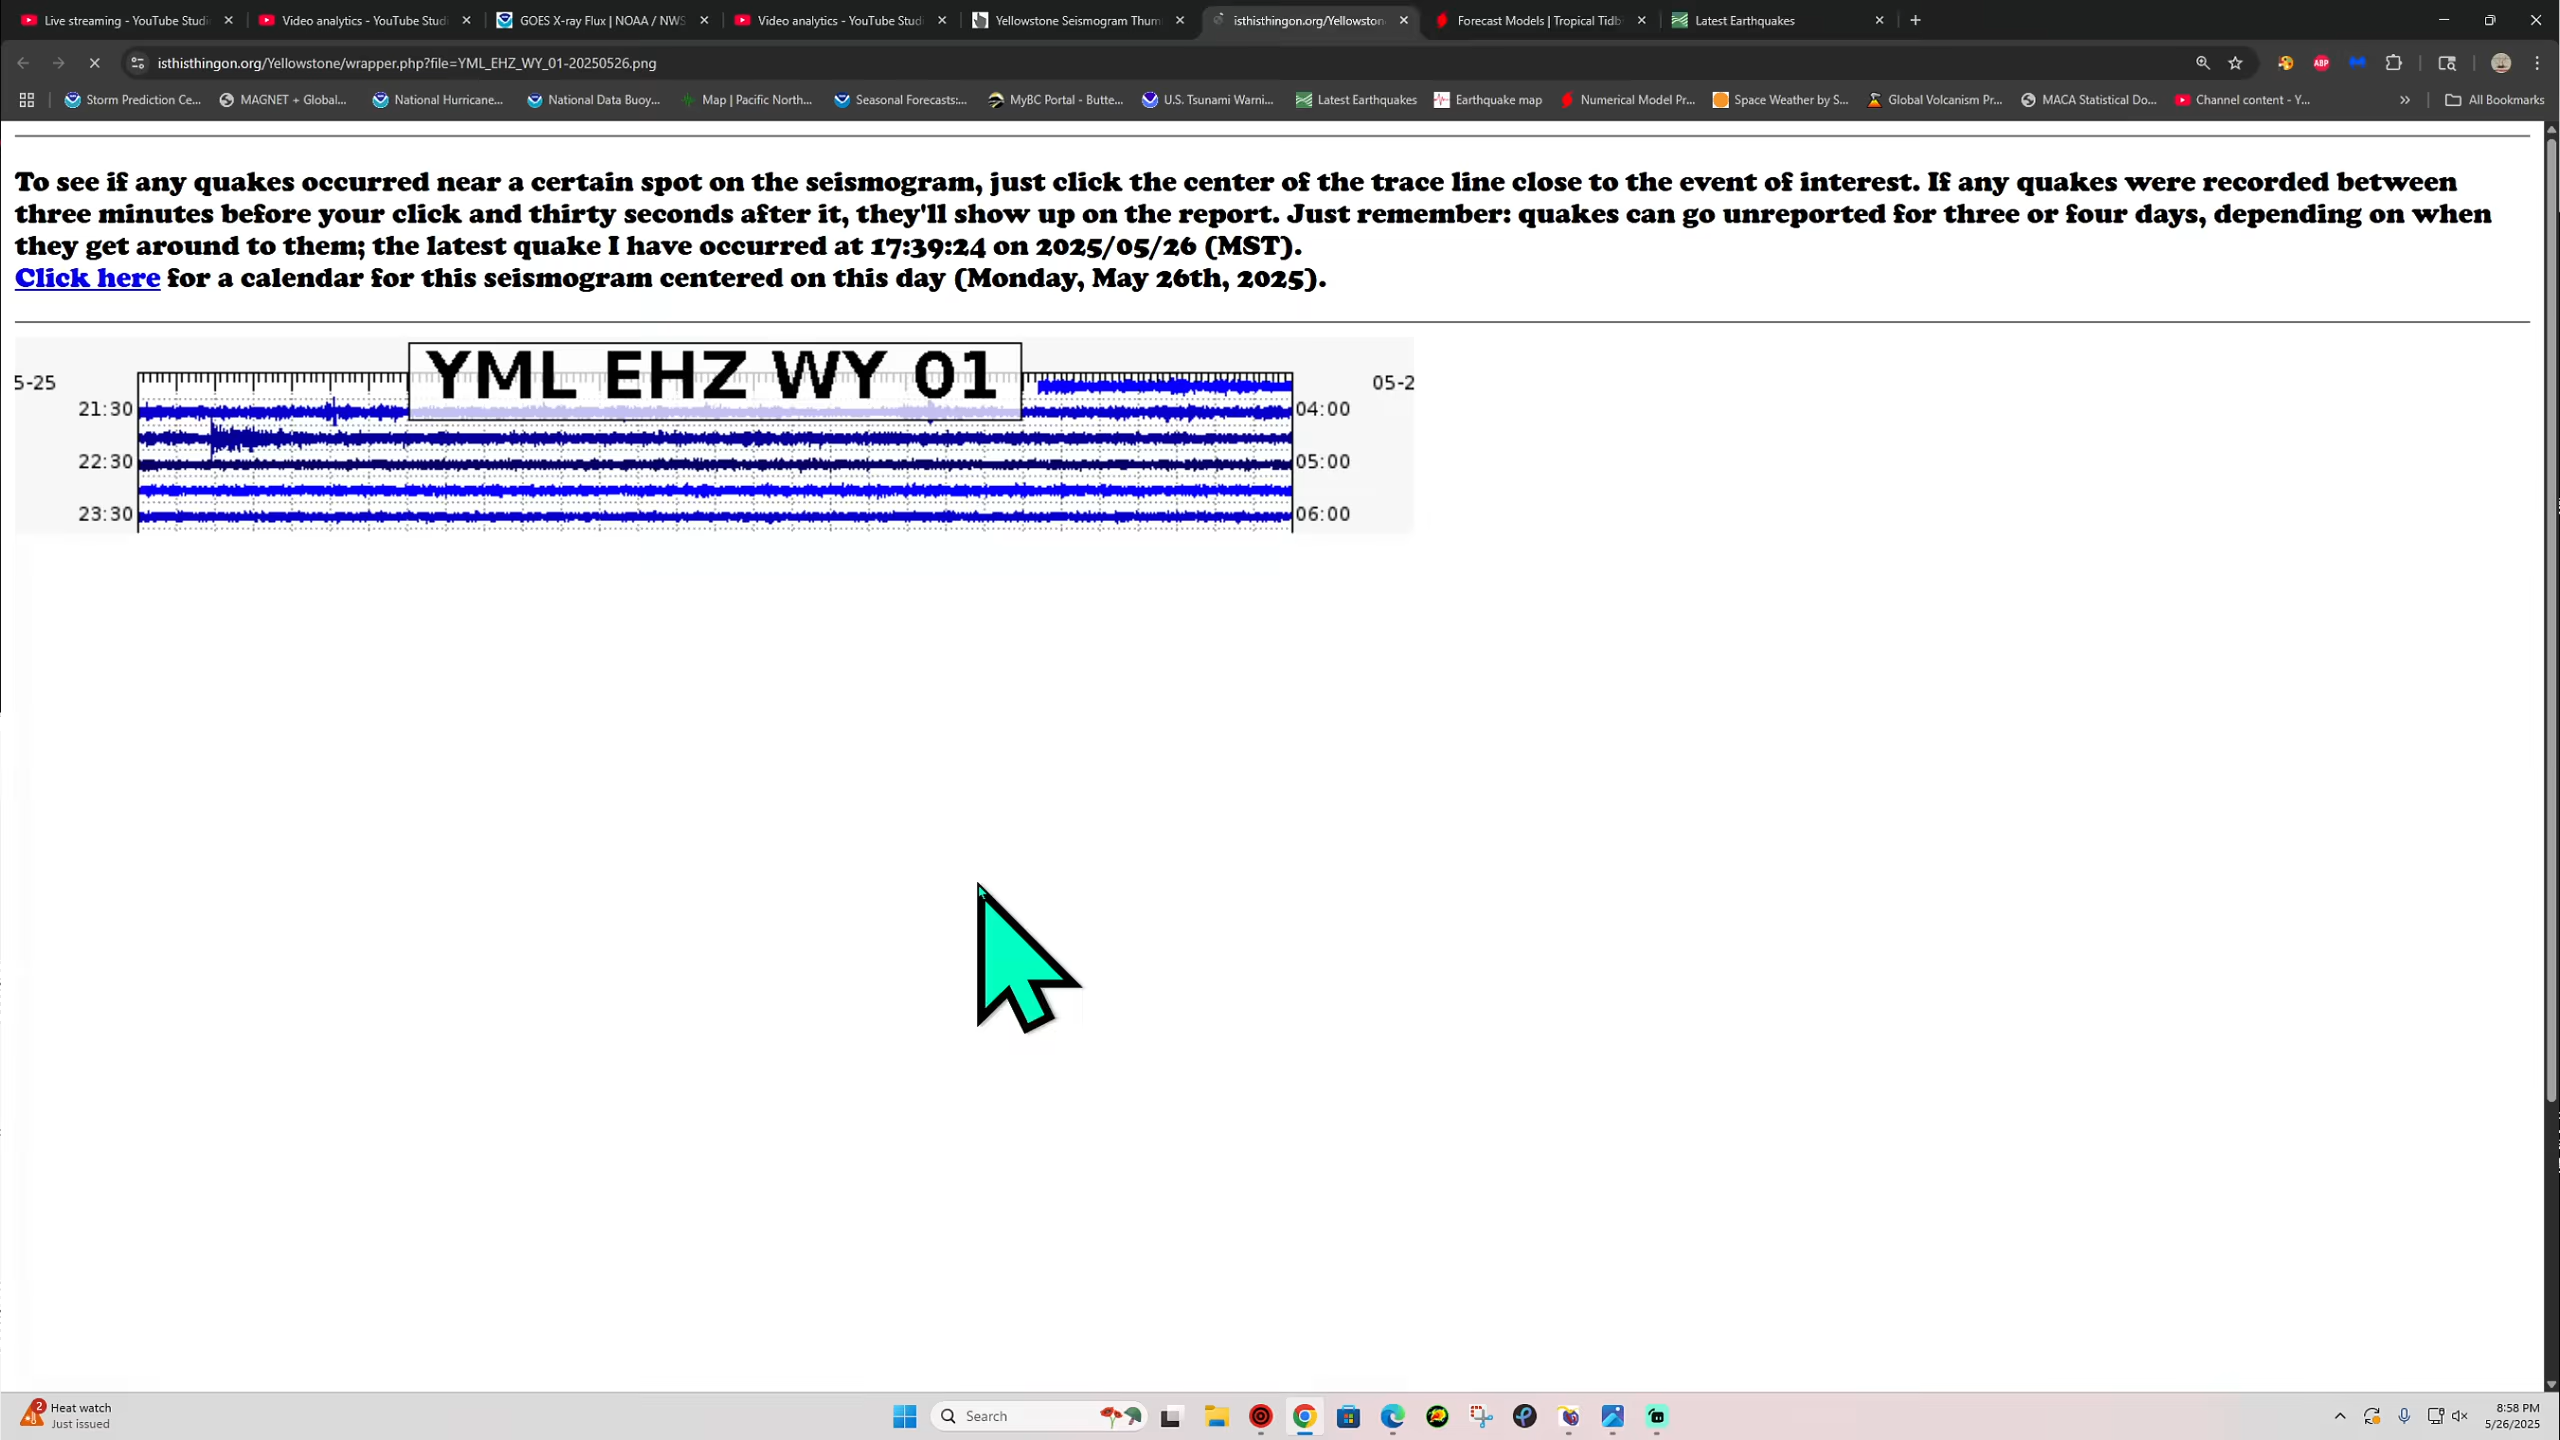 Live streaming - YouTube Studi
Video analytics - YouTube Studi
GOES X-ray Flux | NOAA / NWS
Video analytics - YouTube Studi
Yellowstone Seismogram Thum
isthisthingon.org/Yellowston
Forecast Models | Tropical Tidb
Latest Earthquakes
isthisthingon.org/Yellowstone/wrapper.php?file=YML_EHZ_WY_01-20250526.png
ABP
Storm Prediction Ce...
MAGNET + Global...
National Hurricane...
National Data Buoy...
Map | Pacific North...
Seasonal Forecasts:...
MyBC Portal - Butte...
U.S. Tsunami Warni...
Latest Earthquakes
Earthquake map
Numerical Model Pr...
Space Weather by S...
Global Volcanism Pr...
MACA Statistical Do...
Channel content - Y...
All Bookmarks
To see if any quakes occurred near a certain spot on the seismogram, just click the center of the trace line close to the event of interest. If any quakes were recorded between
three minutes before your click and thirty seconds after it, they'll show up on the report. Just remember: quakes can go unreported for three or four days, depending on when
they get around to them; the latest quake I have occurred at 17:39:24 on 2025/05/26 (MST).
Click here for a calendar for this seismogram centered on this day (Monday, May 26th, 2025).
YML EHZ WY 01
5-25
05-2
21:30
04:00
22:30
05:00
23:30
06:00
2
Heat watch
Just issued
Search
8:58 PM
5/26/2025